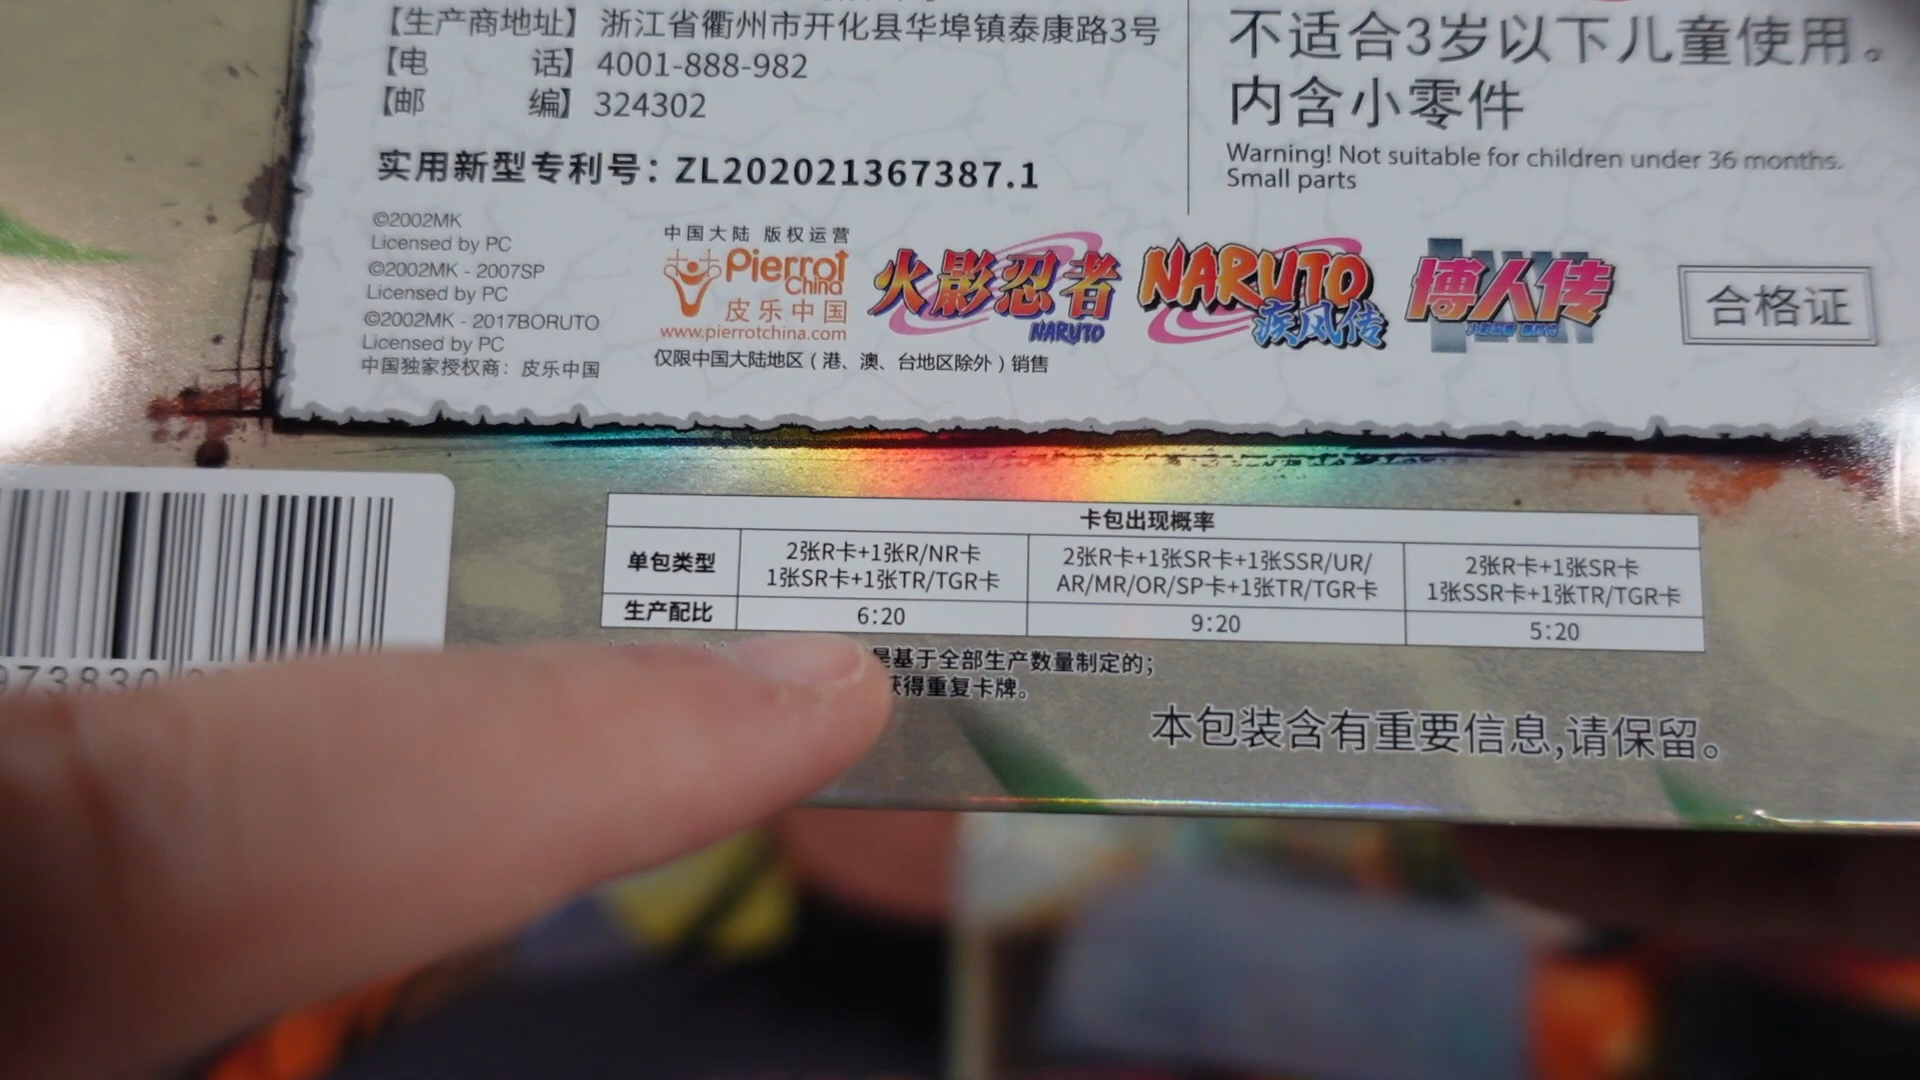 【生产商地址】浙江省衢州市开化县华埠镇泰康路3号
【电 话】4001-888-982
【邮 编】324302
实用新型专利号：ZL202021367387.1
不适合3岁以下儿童使用。
内含小零件
Warning! Not suitable for children under 36 months.
Small parts
©2002MK
Licensed by PC
©2002MK - 2007SP
Licensed by PC
©2002MK - 2017BORUTO
Licensed by PC
中国独家授权商：皮乐中国
中国大陆 版权运营
Pierrot
China
皮乐中国
www.pierrotchina.com
仅限中国大陆地区（港、澳、台地区除外）销售
火影忍者
NARUTO
NARUTO
疾风传
博人传
合格证
卡包出现概率
单包类型
2张R卡+1张R/NR卡
1张SR卡+1张TR/TGR卡
2张R卡+1张SR卡+1张SSR/UR/
AR/MR/OR/SP卡+1张TR/TGR卡
2张R卡+1张SR卡
1张SSR卡+1张TR/TGR卡
生产配比
6:20
9:20
5:20
是基于全部生产数量制定的；
获得重复卡牌。
本包装含有重要信息,请保留。
973830